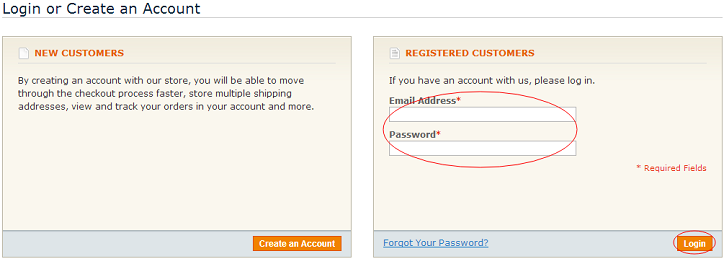 Login or Create an Account
NEW CUSTOMERS
By creating an account with our store, you will be able to move
through the checkout process faster, store multiple shipping
addresses, view and track your orders in your account and more.
Create an Account
REGISTERED CUSTOMERS
If you have an account with us, please log in.
Email Address*
Password*
* Required Fields
Forgot Your Password?
Login